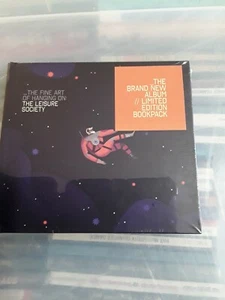 ...THE FINE ART
OF HANGING ON
THE LEISURE
SOCIETY
...THE
BRAND NEW
ALBUM
// LIMITED
EDITION
BOOKPACK